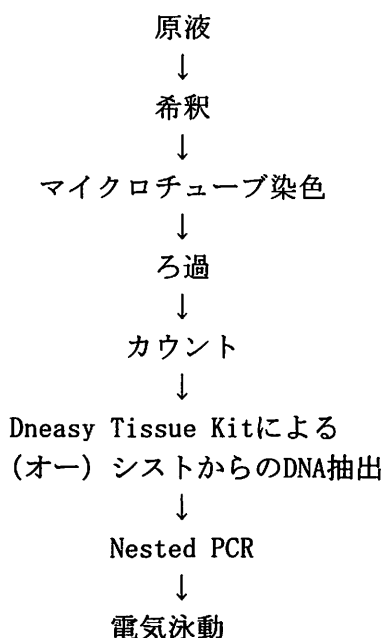 原液
↓
希釈
↓
マイクロチューブ染色
↓
ろ過
↓
カウント
↓
Dneasy Tissue Kitによる
(オー) シストからのDNA抽出
↓
Nested PCR
↓
電気泳動